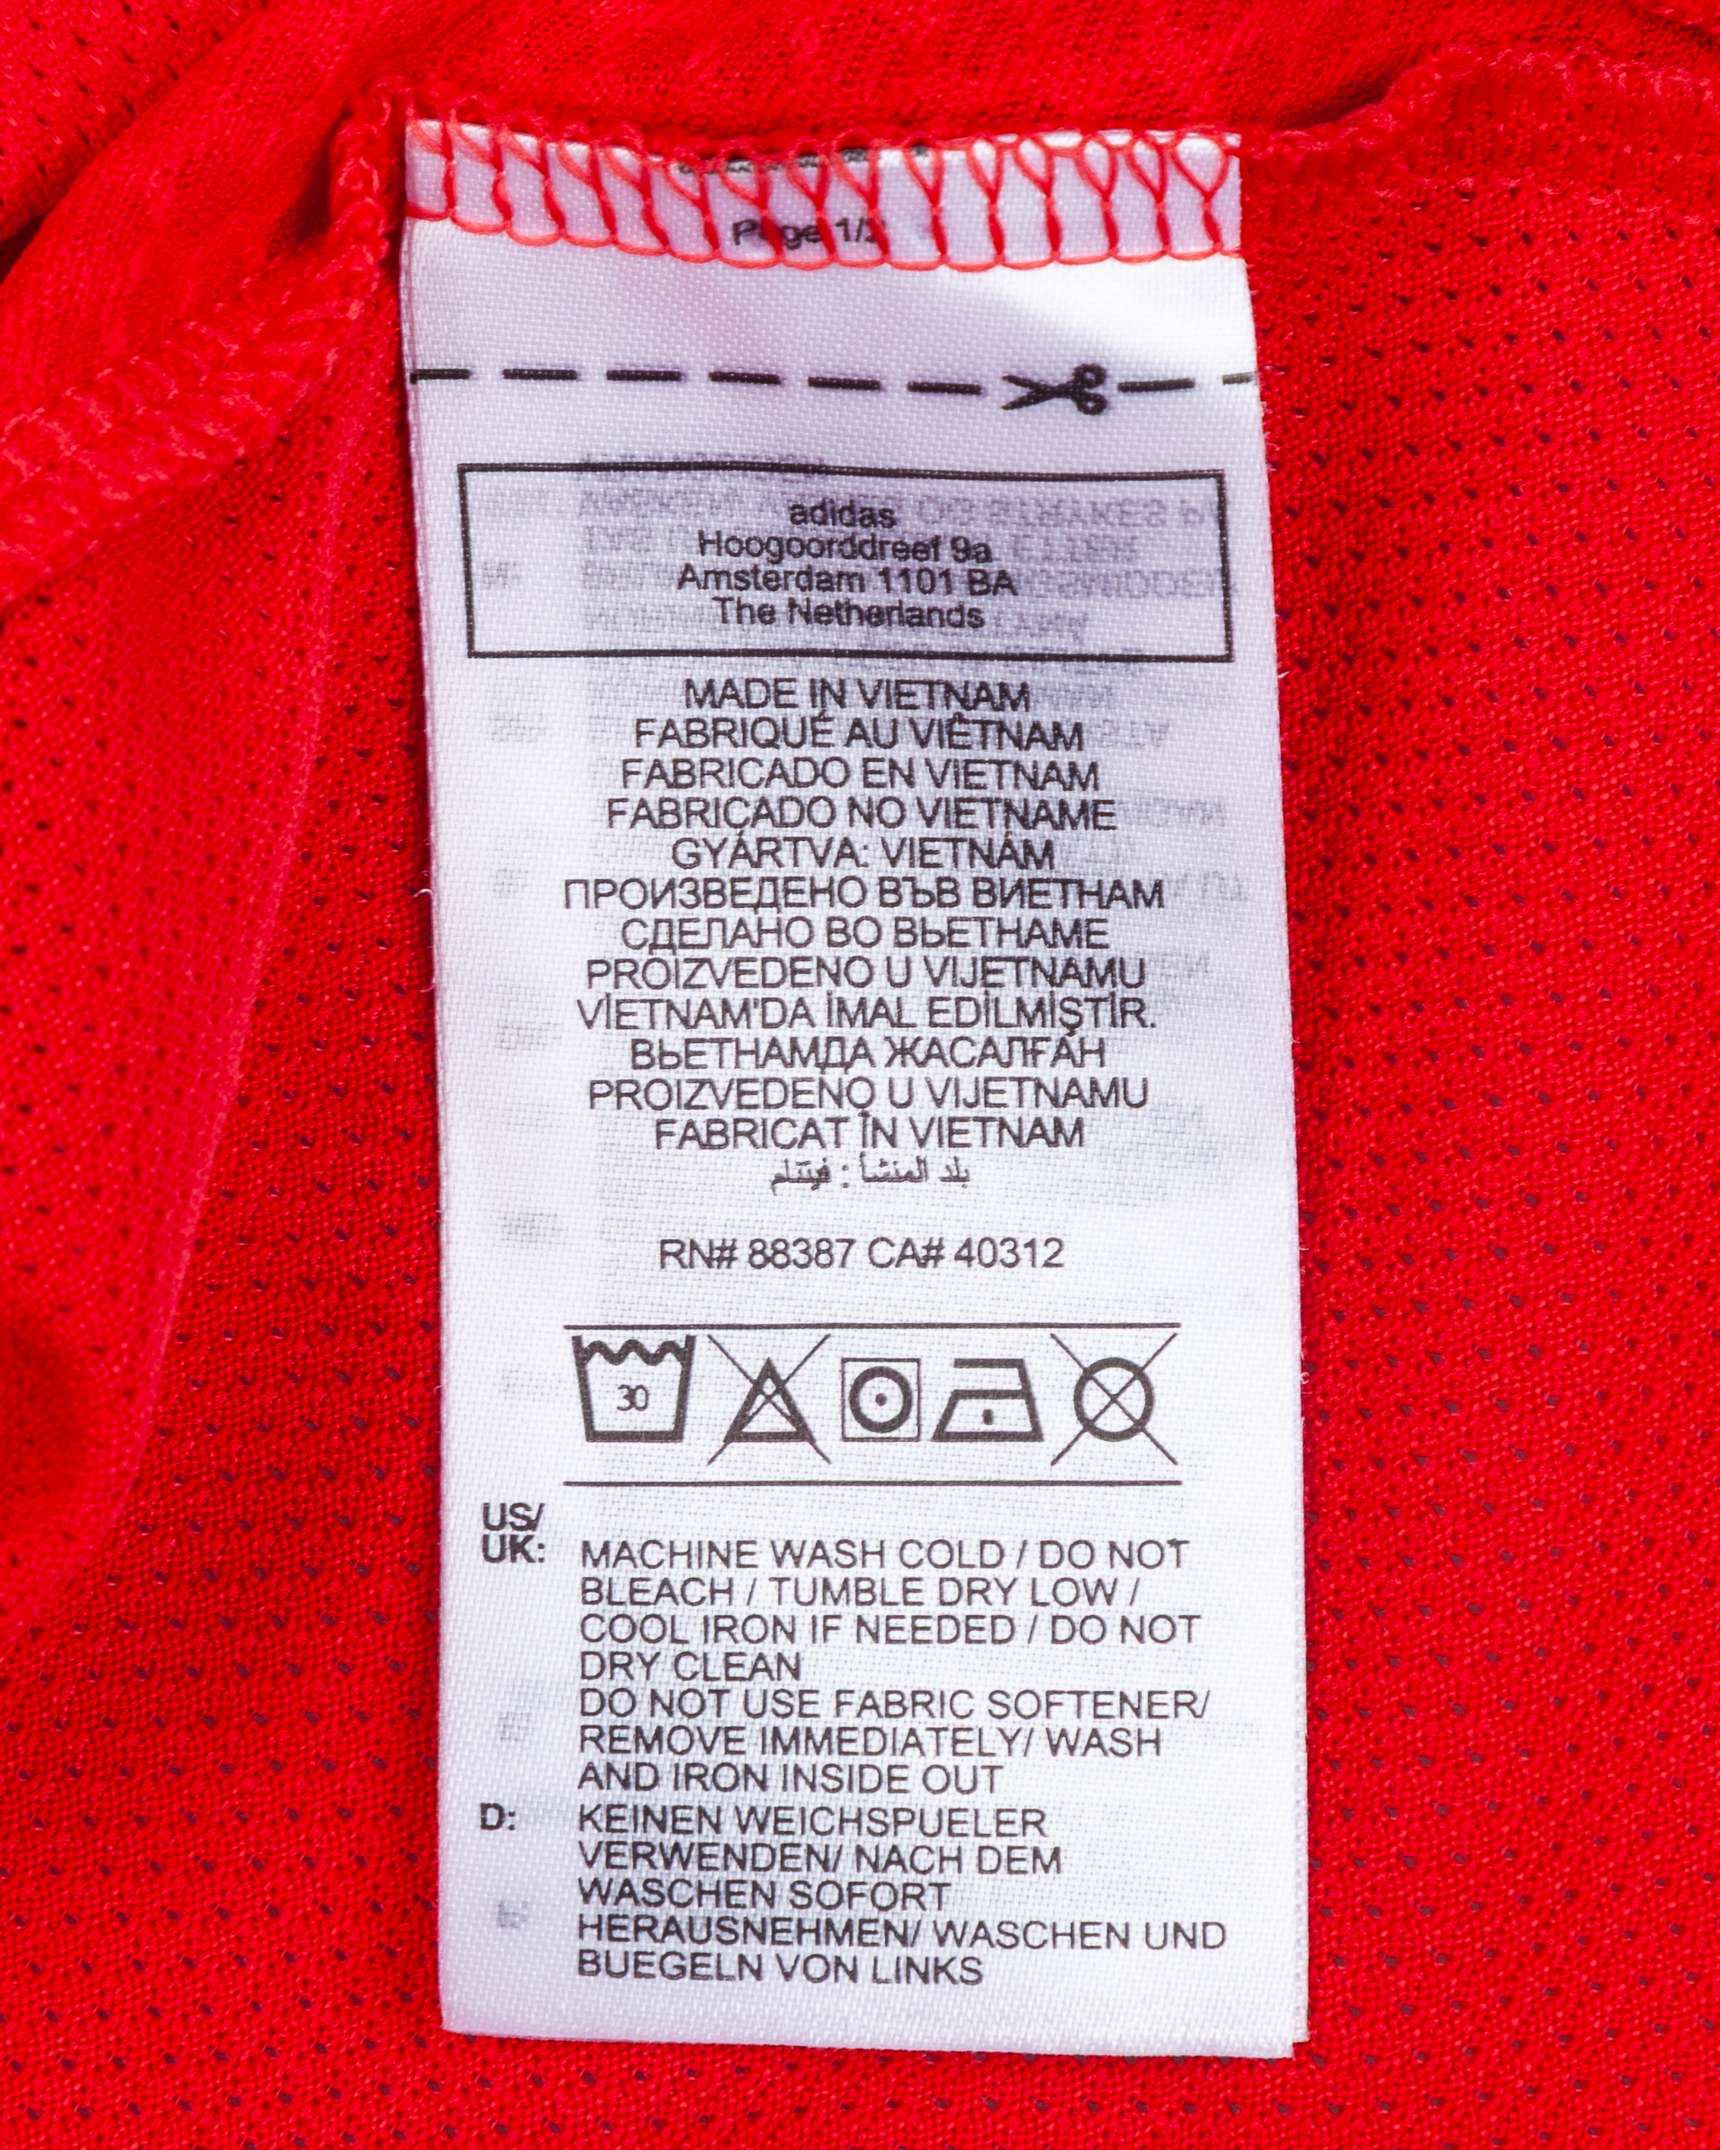 Page 1/2
adidas
Hoogoorddreef 9a
Amsterdam 1101 BA
The Netherlands
MADE IN VIETNAM
FABRIQUÉ AU VIÊTNAM
FABRICADO EN VIETNAM
FABRICADO NO VIETNAME
GYÁRTVA: VIETNÁM
ПРОИЗВЕДЕНО ВЪВ ВИЕТНАМ
СДЕЛАНО ВО ВЬЕТНАМЕ
PROIZVEDENO U VIJETNAMU
VİETNAM'DA İMAL EDİLMİŞTİR.
ВЬЕТНАМДА ЖАСАЛҒАН
PROIZVEDENO U VIJETNAMU
FABRICAT ÎN VIETNAM
بلد المنشأ : فيتنام
RN# 88387 CA# 40312
30
US/
UK: MACHINE WASH COLD / DO NOT
BLEACH / TUMBLE DRY LOW /
COOL IRON IF NEEDED / DO NOT
DRY CLEAN
DO NOT USE FABRIC SOFTENER/
REMOVE IMMEDIATELY/ WASH
AND IRON INSIDE OUT
D: KEINEN WEICHSPUELER
VERWENDEN/ NACH DEM
WASCHEN SOFORT
HERAUSNEHMEN/ WASCHEN UND
BUEGELN VON LINKS